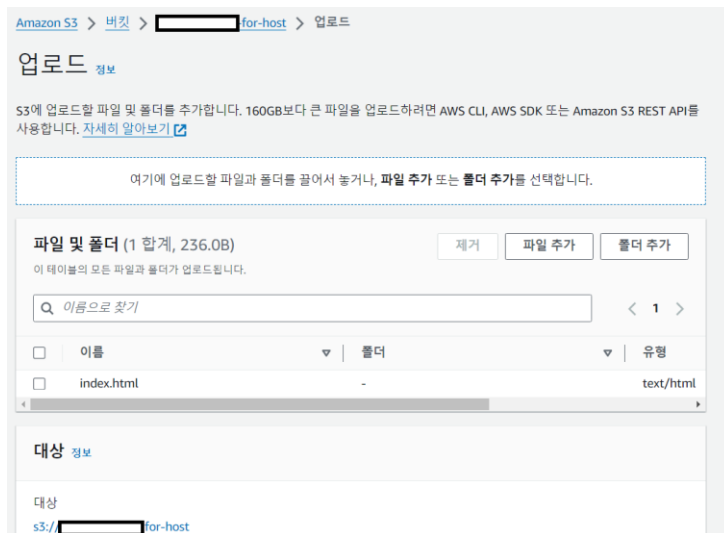 Amazon S3 > 버킷 > for-host > 업로드
업로드 정보
S3에 업로드할 파일 및 폴더를 추가합니다. 160GB보다 큰 파일을 업로드하려면 AWS CLI, AWS SDK 또는 Amazon S3 REST API를
사용합니다. 자세히 알아보기
여기에 업로드할 파일과 폴더를 끌어서 놓거나, 파일 추가 또는 폴더 추가를 선택합니다.
파일 및 폴더 (1 합계, 236.0B) 제거 파일 추가 폴더 추가
이 테이블의 모든 파일과 폴더가 업로드됩니다.
이름으로 찾기 < 1 >
이름 폴더 유형
index.html - text/html
대상 정보
대상
s3:// for-host